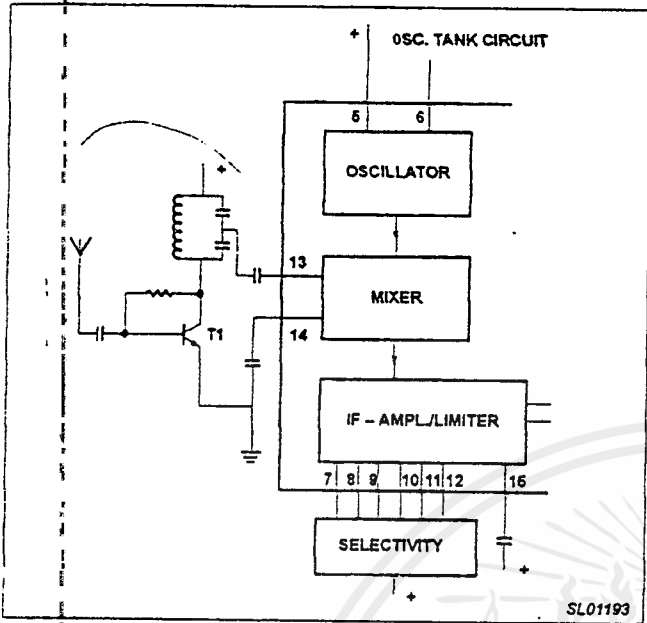 + 0SC. TANK CIRCUIT
5 6
OSCILLATOR
+
13
MIXER
14
T1
IF – AMPL./LIMITER
7 8 9 10 11 12 15
SELECTIVITY
+
+
SL01193